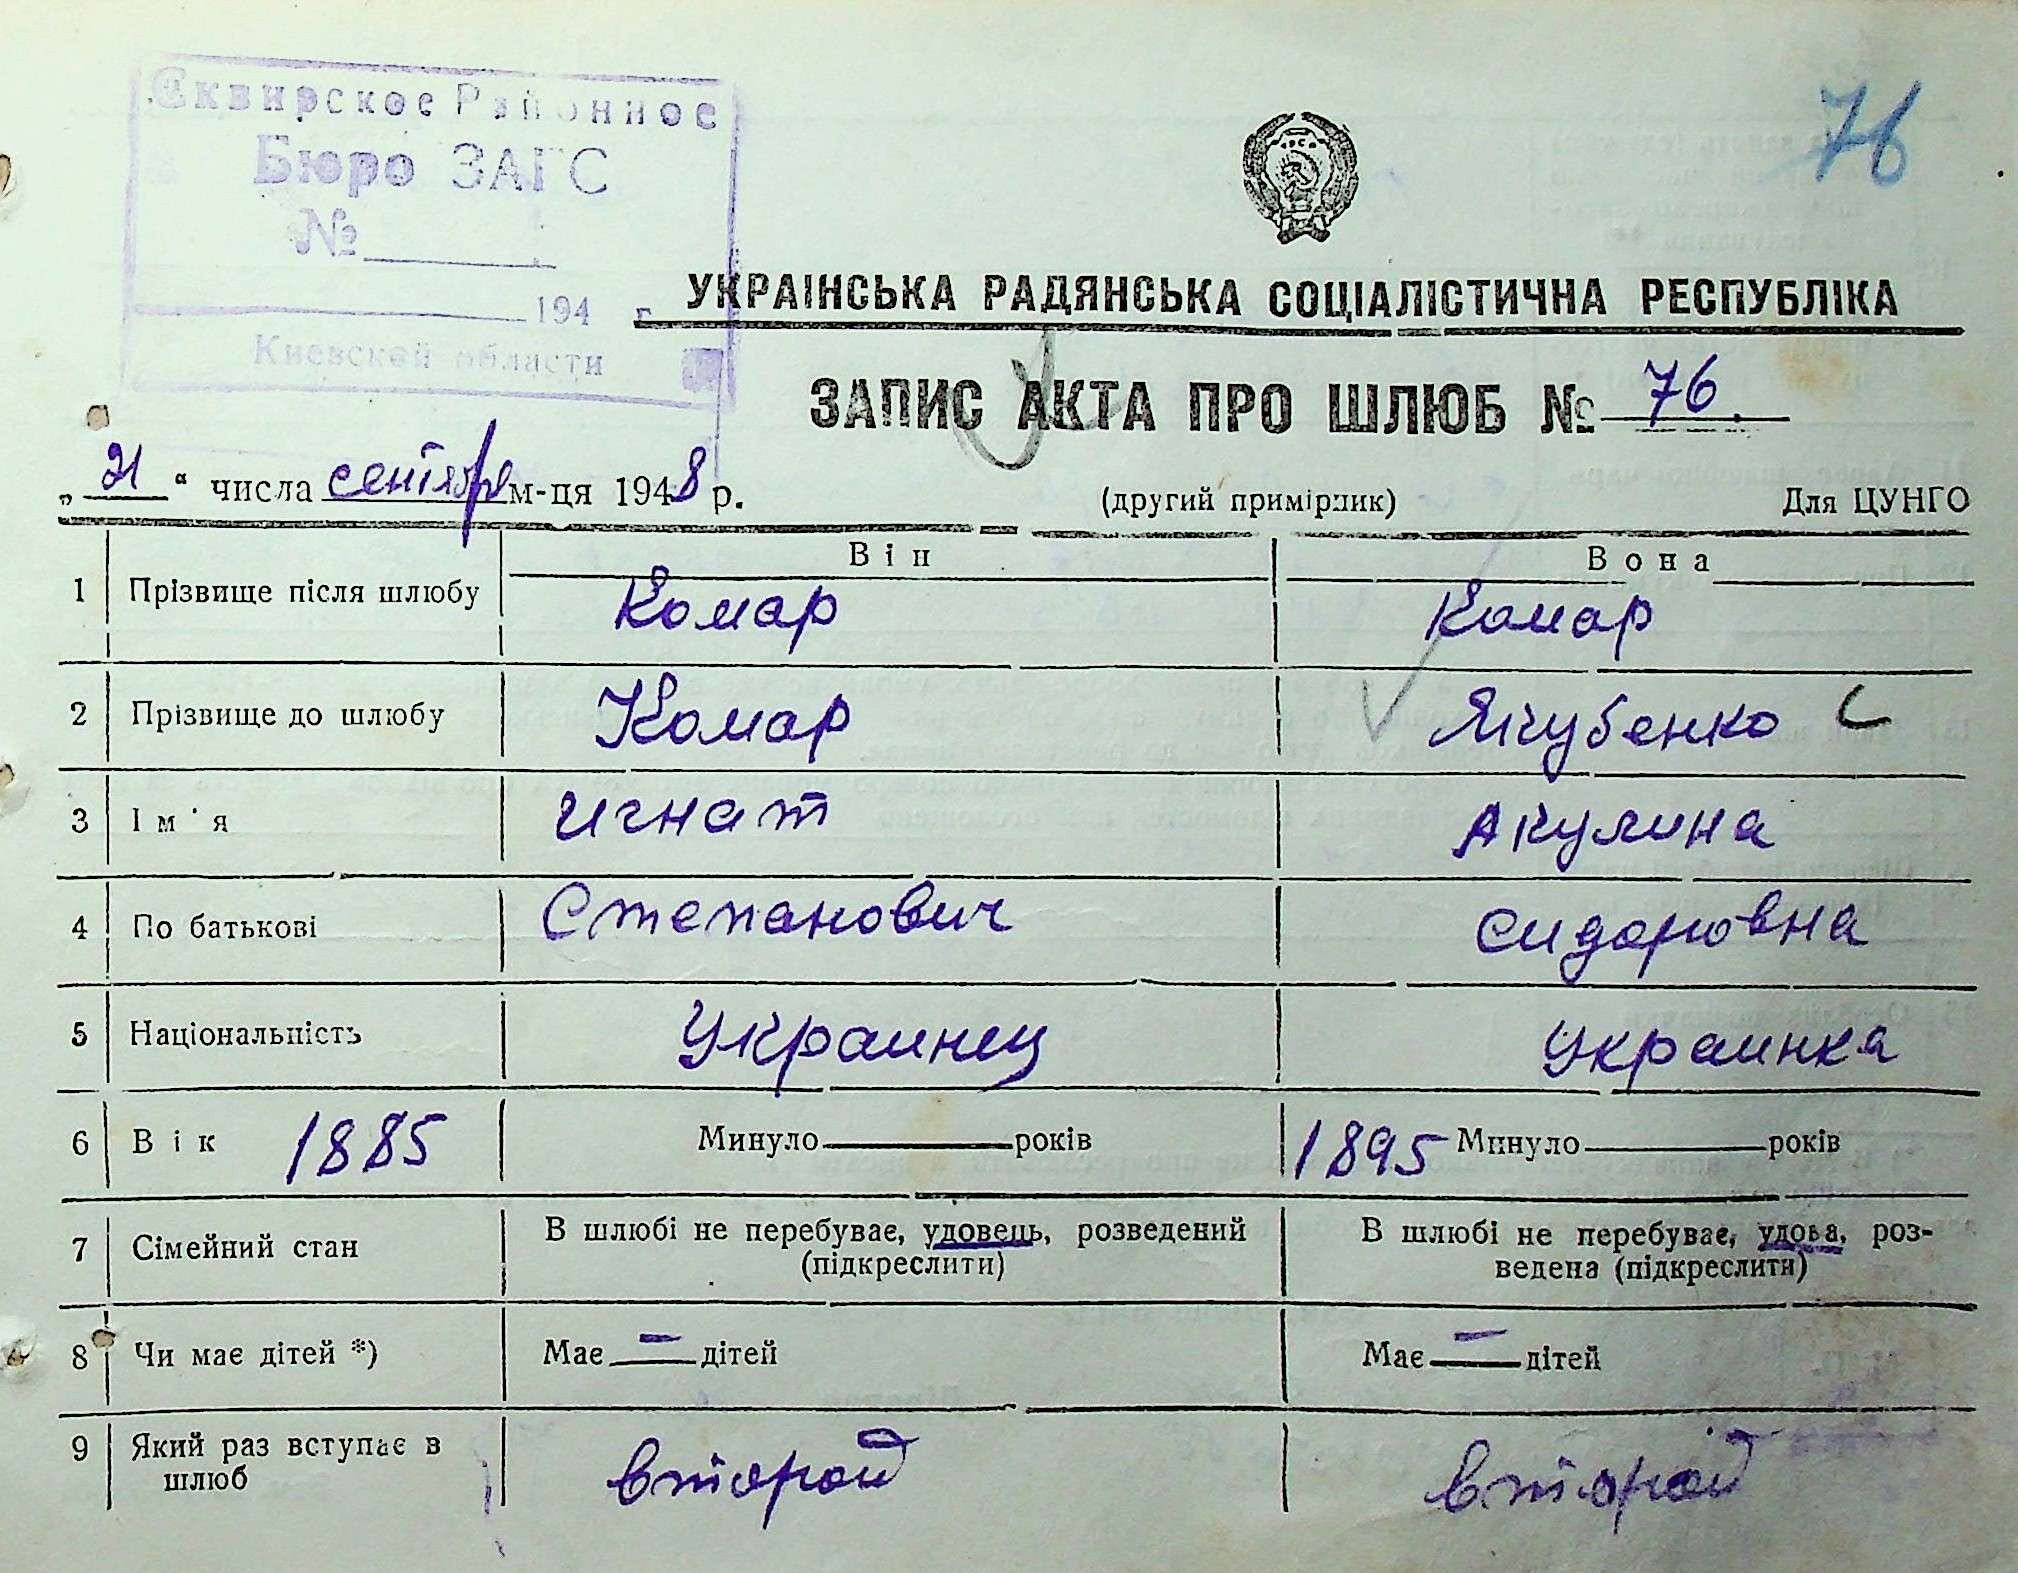 Сквирское Районное
Бюро ЗАГС
№
194 г.
Киевской области
76
УКРАІНСЬКА РАДЯНСЬКА СОЦІАЛІСТИЧНА РЕСПУБЛІКА
ЗАПИС АКТА ПРО ШЛЮБ № 76.
„ 21 “ числа сентября м-ця 1948 р. (другий примірник) Для ЦУНГО
Він Вона
1 Прізвище після шлюбу Комар Комар
2 Прізвище до шлюбу Комар Якубенко
3 Ім'я Игнат Акулина
4 По батькові Степанович Сидоровна
5 Національність Украинец Украинка
6 Вік 1885 Минуло років 1895 Минуло років
7 Сімейний стан В шлюбі не перебуває, удовець, розведений В шлюбі не перебуває, удова, роз-
(підкреслити) ведена (підкреслити)
8 Чи має дітей *) Має — дітей Має — дітей
9 Який раз вступає в второй второй
шлюб